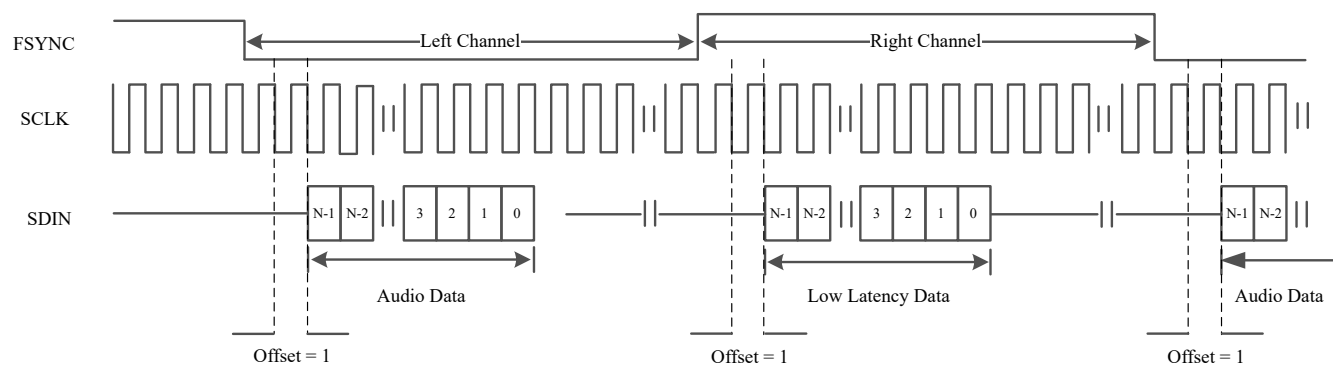 FSYNC Left Channel Right Channel
SCLK
SDIN N-1 N-2 3 2 1 0 N-1 N-2 3 2 1 0 N-1 N-2
Audio Data Low Latency Data Audio Data
Offset = 1 Offset = 1 Offset = 1